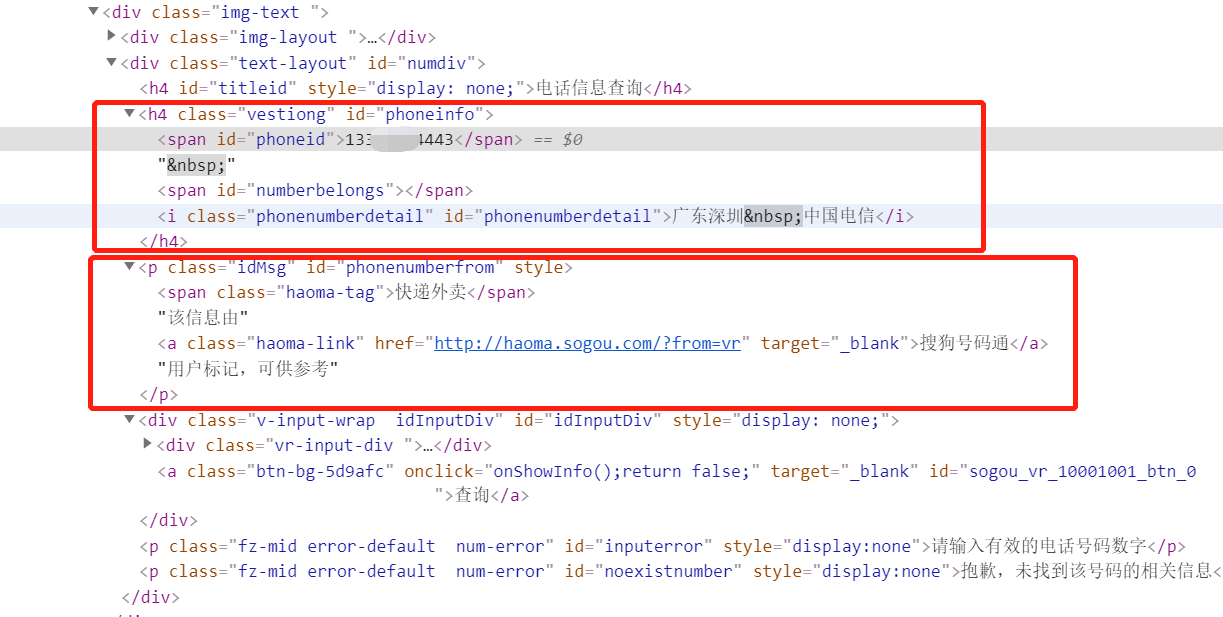 <div class="img-text ">
<div class="img-layout ">…</div>
<div class="text-layout" id="numdiv">
<h4 id="titleid" style="display: none;">电话信息查询</h4>
<h4 class="vestiong" id="phoneinfo">
<span id="phoneid">133 4443</span> == $0
"&nbsp;"
<span id="numberbelongs"></span>
<i class="phonenumberdetail" id="phonenumberdetail">广东深圳&nbsp;中国电信</i>
</h4>
<p class="idMsg" id="phonenumberfrom" style>
<span class="haoma-tag">快递外卖</span>
"该信息由"
<a class="haoma-link" href="http://haoma.sogou.com/?from=vr" target="_blank">搜狗号码通</a>
"用户标记，可供参考"
</p>
<div class="v-input-wrap  idInputDiv" id="idInputDiv" style="display: none;">
<div class="vr-input-div ">…</div>
<a class="btn-bg-5d9afc" onclick="onShowInfo();return false;" target="_blank" id="sogou_vr_10001001_btn_0
">查询</a>
</div>
<p class="fz-mid error-default  num-error" id="inputerror" style="display:none">请输入有效的电话号码数字</p>
<p class="fz-mid error-default  num-error" id="noexistnumber" style="display:none">抱歉，未找到该号码的相关信息<
</div>